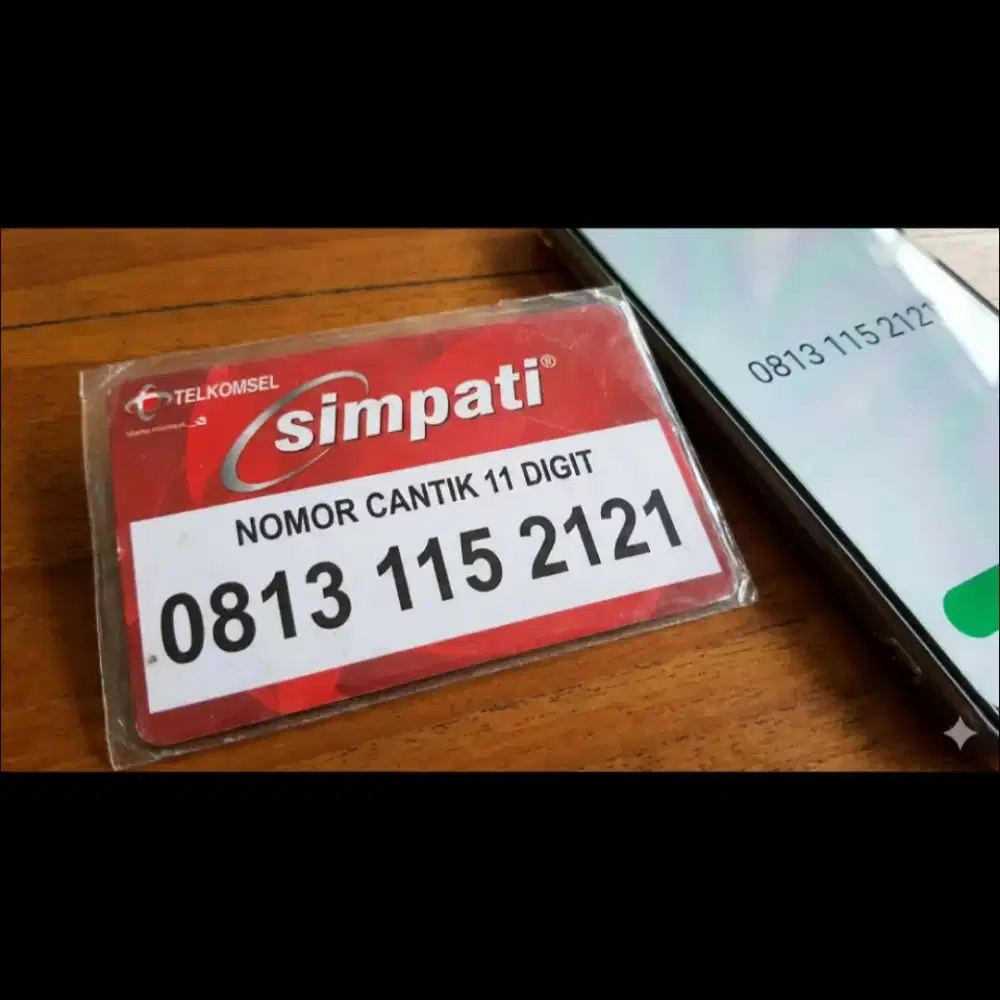 TELKOMSEL
simpati®
NOMOR CANTIK 11 DIGIT
0813 115 2121
0813 115 2121